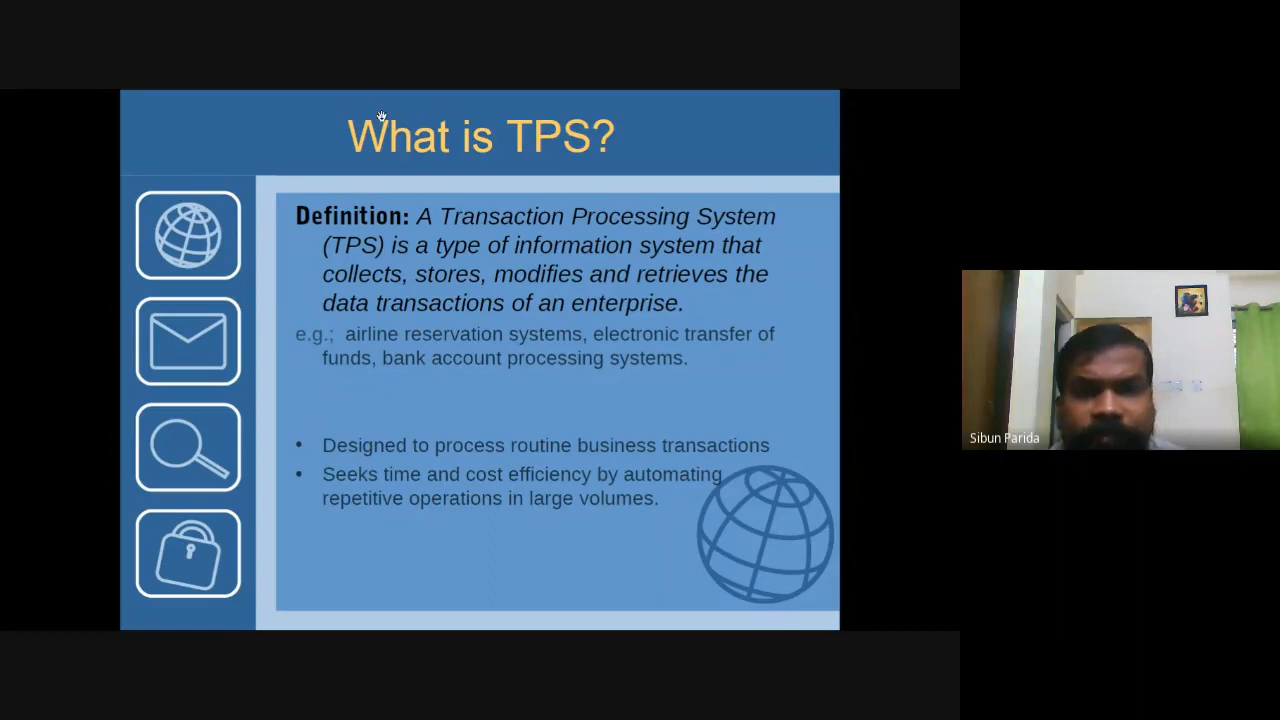 What is TPS?
Definition: A Transaction Processing System
(TPS) is a type of information system that
collects, stores, modifies and retrieves the
data transactions of an enterprise.
e.g.; airline reservation systems, electronic transfer of
funds, bank account processing systems.
• Designed to process routine business transactions
• Seeks time and cost efficiency by automating
repetitive operations in large volumes.
Sibun Parida